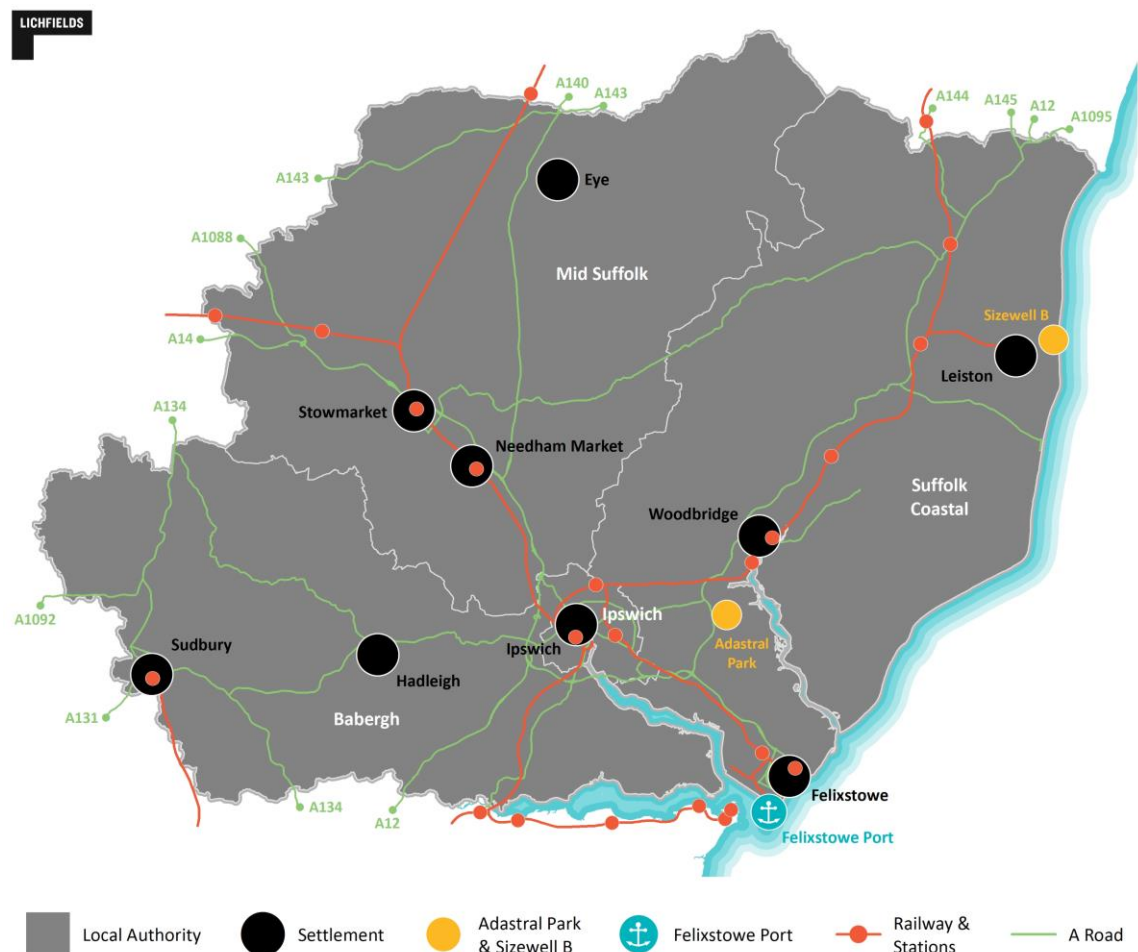 LICHFIELDS
A140
A143
A144
A145
A12
A1095
A143
Eye
A1088
Mid Suffolk
Sizewell B
A14
Leiston
Stowmarket
A134
Needham Market
Suffolk
Coastal
Woodbridge
A1092
Ipswich
Sudbury
Ipswich
Adastral
Park
Hadleigh
A131
Babergh
A134
A12
Felixstowe
Felixstowe Port
Local Authority
Settlement
Adastral Park
& Sizewell B
Felixstowe Port
Railway &
Stations
A Road